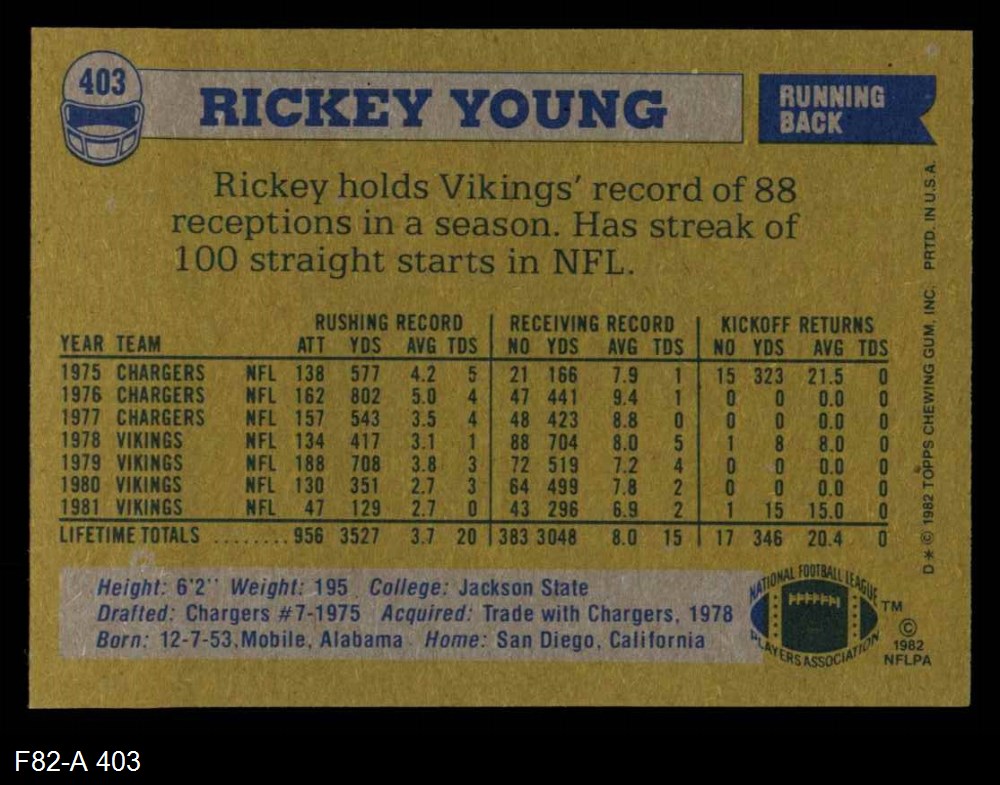 403
RICKEY YOUNG
RUNNING
BACK
Rickey holds Vikings' record of 88
receptions in a season. Has streak of
100 straight starts in NFL.
RUSHING RECORD RECEIVING RECORD KICKOFF RETURNS
YEAR TEAM ATT YDS AVG TDS NO YDS AVG TDS NO YDS AVG TDS
1975 CHARGERS NFL 138 577 4.2 5 21 166 7.9 1 15 323 21.5 0
1976 CHARGERS NFL 162 802 5.0 4 47 441 9.4 1 0 0 0.0 0
1977 CHARGERS NFL 157 543 3.5 4 48 423 8.8 0 0 0 0.0 0
1978 VIKINGS NFL 134 417 3.1 1 88 704 8.0 5 1 8 8.0 0
1979 VIKINGS NFL 188 708 3.8 3 72 519 7.2 4 0 0 0.0 0
1980 VIKINGS NFL 130 351 2.7 3 64 499 7.8 2 0 0 0.0 0
1981 VIKINGS NFL 47 129 2.7 0 43 296 6.9 2 1 15 15.0 0
LIFETIME TOTALS ........ 956 3527 3.7 20 383 3048 8.0 15 17 346 20.4 0
Height: 6'2" Weight: 195 College: Jackson State
Drafted: Chargers #7-1975 Acquired: Trade with Chargers, 1978
Born: 12-7-53, Mobile, Alabama Home: San Diego, California
NATIONAL FOOTBALL LEAGUE
PLAYERS ASSOCIATION
TM
©
1982
NFLPA
D* © 1982 TOPPS CHEWING GUM, INC. PRTD. IN U.S.A.
F82-A 403